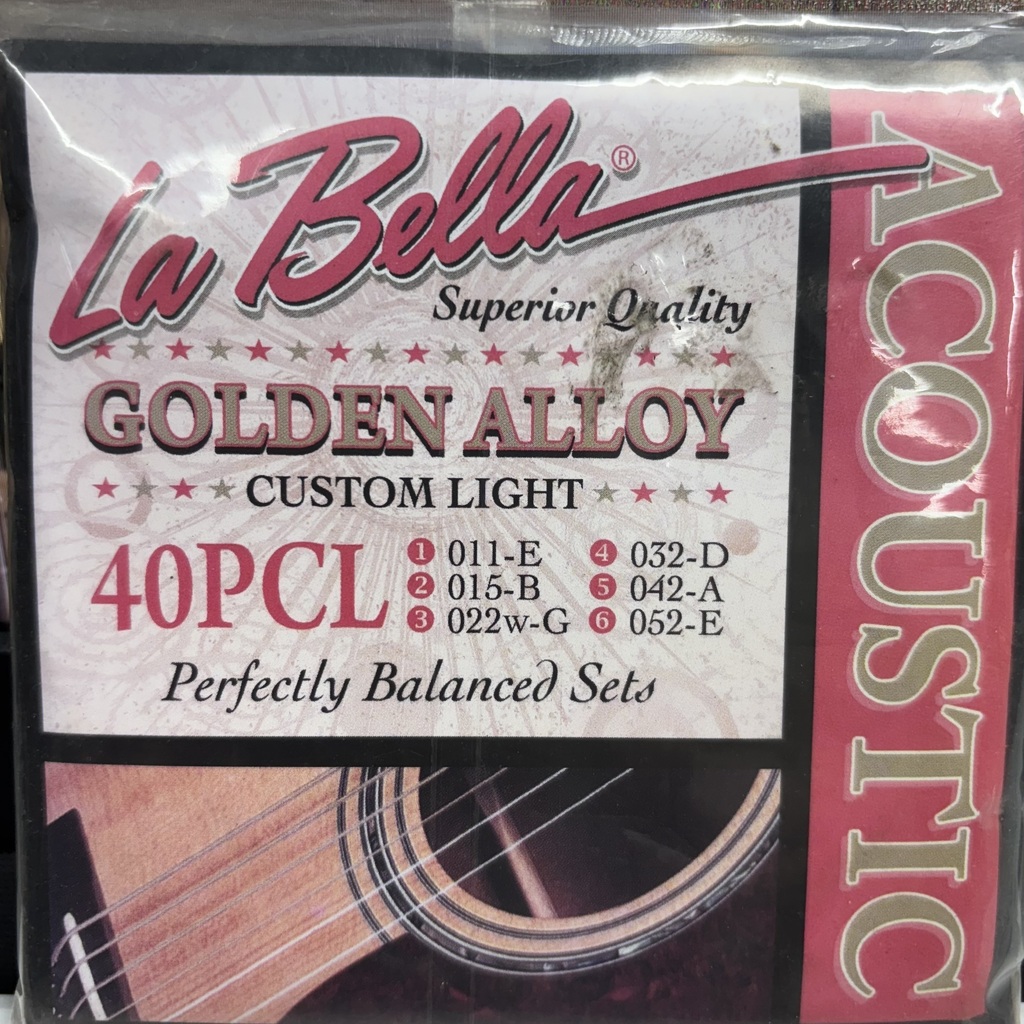 La Bella®
Superior Quality
GOLDEN ALLOY
CUSTOM LIGHT
40PCL
1 011-E
2 015-B
3 022w-G
4 032-D
5 042-A
6 052-E
Perfectly Balanced Sets
ACOUSTIC